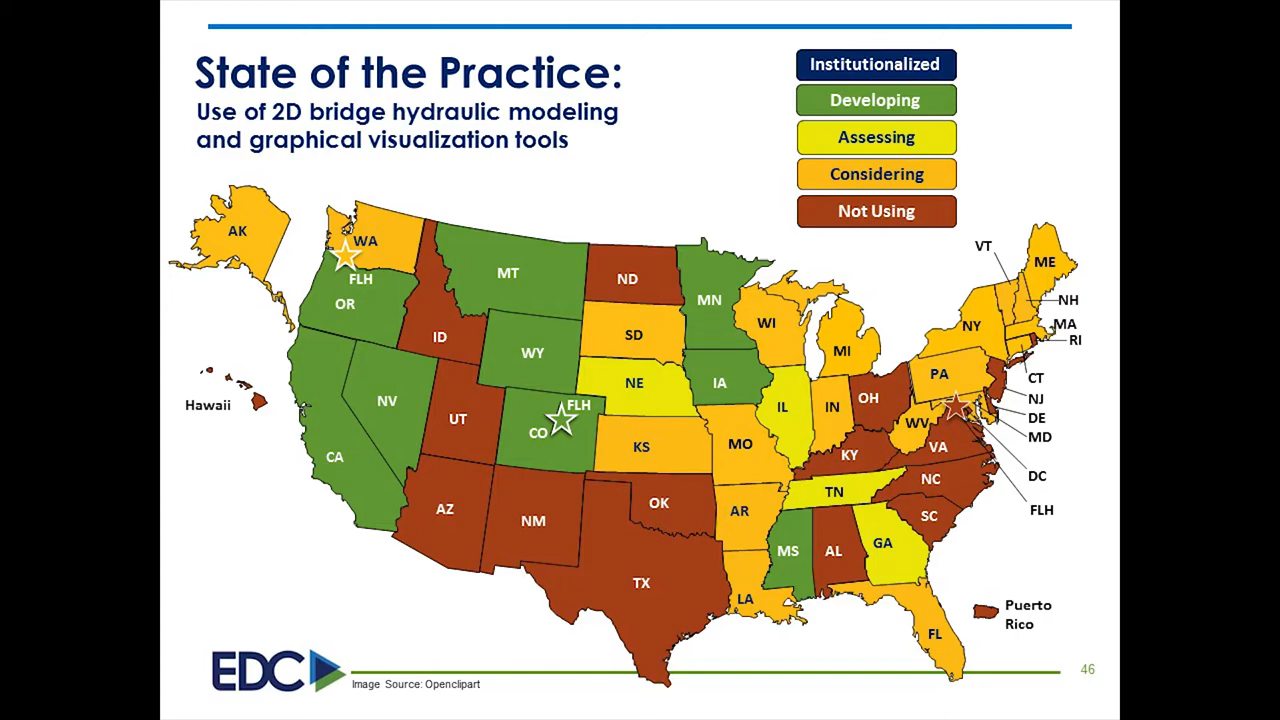 State of the Practice:
Use of 2D bridge hydraulic modeling
and graphical visualization tools
Institutionalized
Developing
Assessing
Considering
Not Using
AK
WA
FLH
OR
MT
ID
WY
NV
CA
UT
CO
FLH
AZ
NM
ND
SD
NE
KS
OK
TX
MN
IA
MO
AR
LA
WI
IL
MI
IN
OH
KY
TN
MS
AL
GA
FL
SC
NC
VA
WV
PA
NY
VT
ME
NH
MA
RI
CT
NJ
DE
MD
DC
FLH
Hawaii
Puerto
Rico
EDC
Image Source: Openclipart
46